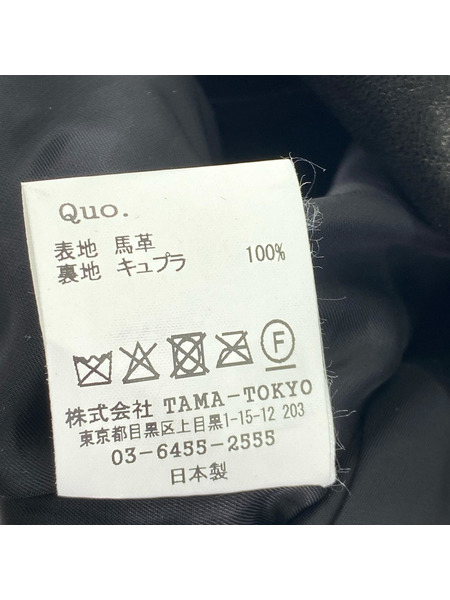 Quo.
表地 馬革
裏地 キュプラ 100%
F
株式会社 TAMA-TOKYO
東京都目黒区上目黒1-15-12 203
03-6455-2555
日本製